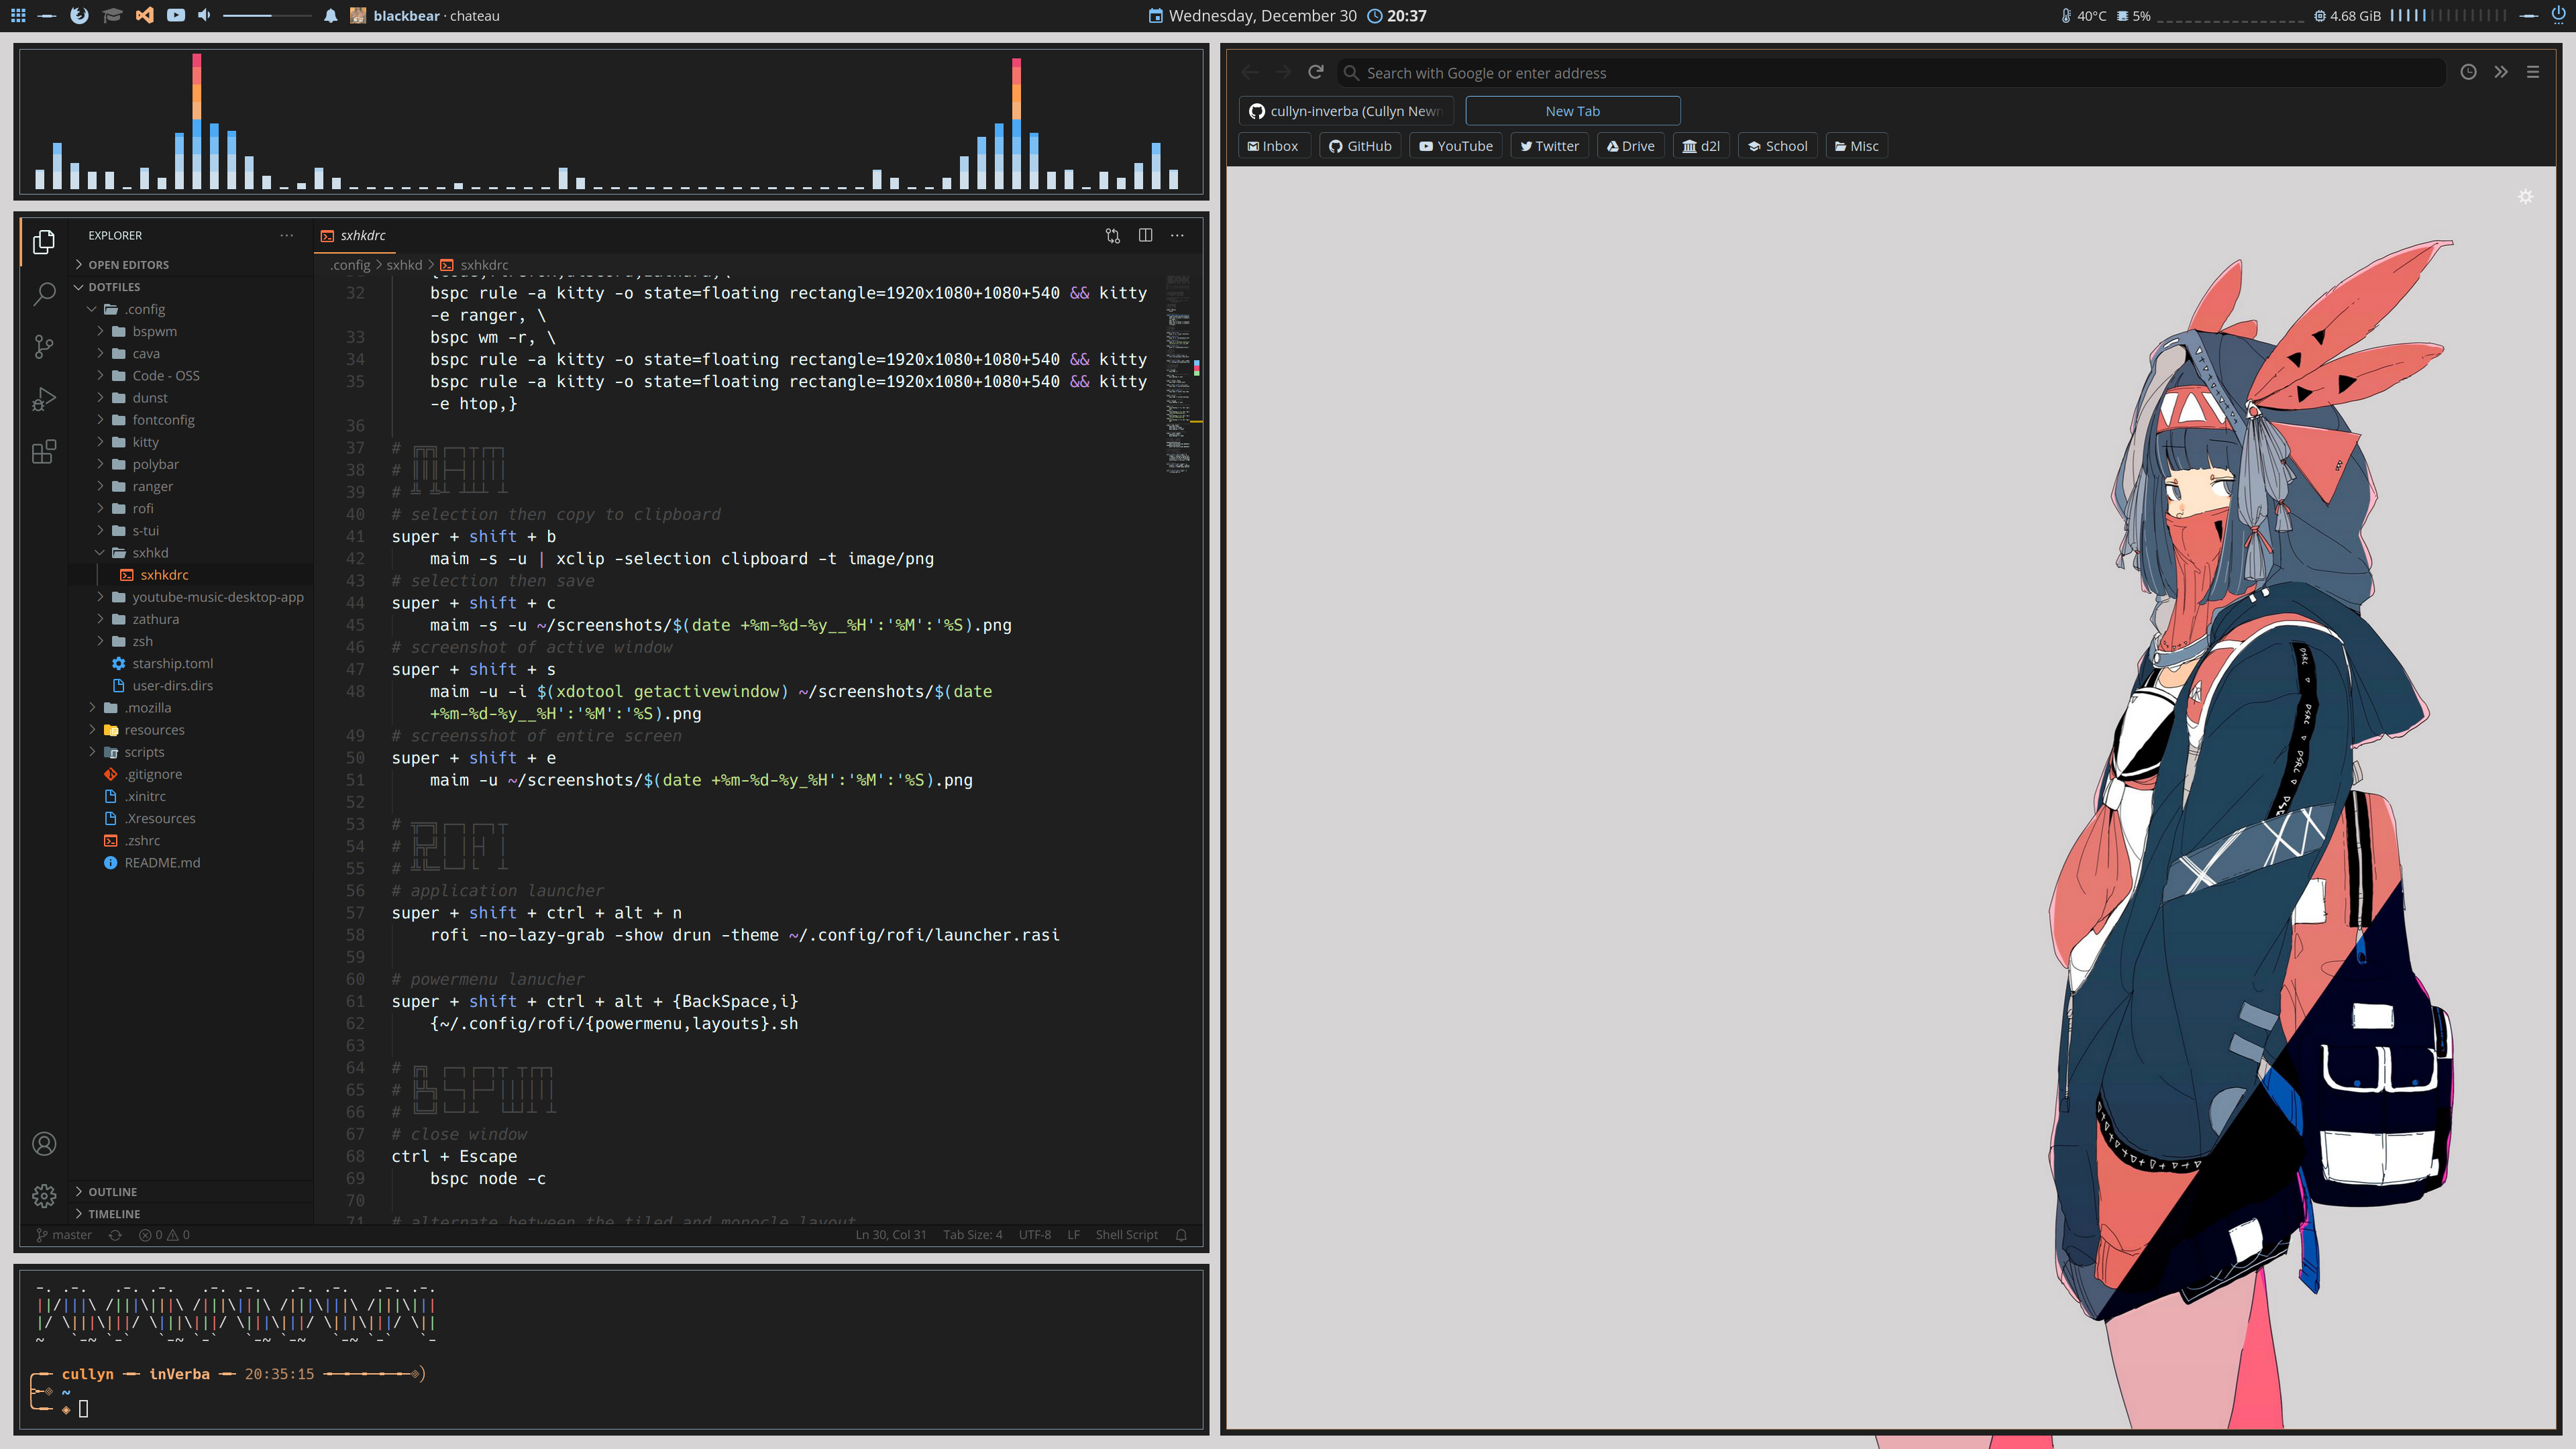 blackbear · chateau
Wednesday, December 30 20:37
40°C 5% 4.68 GiB
Search with Google or enter address
cullyn-inverba (Cullyn Newn
New Tab
Inbox GitHub YouTube Twitter Drive d2l School Misc
EXPLORER
OPEN EDITORS
DOTFILES
.config
bspwm
cava
Code - OSS
dunst
fontconfig
kitty
polybar
ranger
rofi
s-tui
sxhkd
sxhkdrc
youtube-music-desktop-app
zathura
zsh
starship.toml
user-dirs.dirs
.mozilla
resources
scripts
.gitignore
.xinitrc
.Xresources
.zshrc
README.md
OUTLINE
TIMELINE
sxhkdrc
.config > sxhkd > sxhkdrc
32 bspc rule -a kitty -o state=floating rectangle=1920x1080+1080+540 && kitty
-e ranger, \
33 bspc wm -r, \
34 bspc rule -a kitty -o state=floating rectangle=1920x1080+1080+540 && kitty
35 bspc rule -a kitty -o state=floating rectangle=1920x1080+1080+540 && kitty
-e htop,}
36
37 #
38 #
39 #
40 # selection then copy to clipboard
41 super + shift + b
42 maim -s -u | xclip -selection clipboard -t image/png
43 # selection then save
44 super + shift + c
45 maim -s -u ~/screenshots/$(date +%m-%d-%y__%H':'%M':'%S).png
46 # screenshot of active window
47 super + shift + s
48 maim -u -i $(xdotool getactivewindow) ~/screenshots/$(date
+%m-%d-%y__%H':'%M':'%S).png
49 # screensshot of entire screen
50 super + shift + e
51 maim -u ~/screenshots/$(date +%m-%d-%y_%H':'%M':'%S).png
52
53 #
54 #
55 #
56 # application launcher
57 super + shift + ctrl + alt + n
58 rofi -no-lazy-grab -show drun -theme ~/.config/rofi/launcher.rasi
59
60 # powermenu lanucher
61 super + shift + ctrl + alt + {BackSpace,i}
62 {~/.config/rofi/{powermenu,layouts}.sh
63
64 #
65 #
66 #
67 # close window
68 ctrl + Escape
69 bspc node -c
70
71 # alternate between the tiled and monocle layout
master 0 0
Ln 30, Col 31 Tab Size: 4 UTF-8 LF Shell Script
cullyn inVerba 20:35:15
~
DSRC
DSRC
DSRC